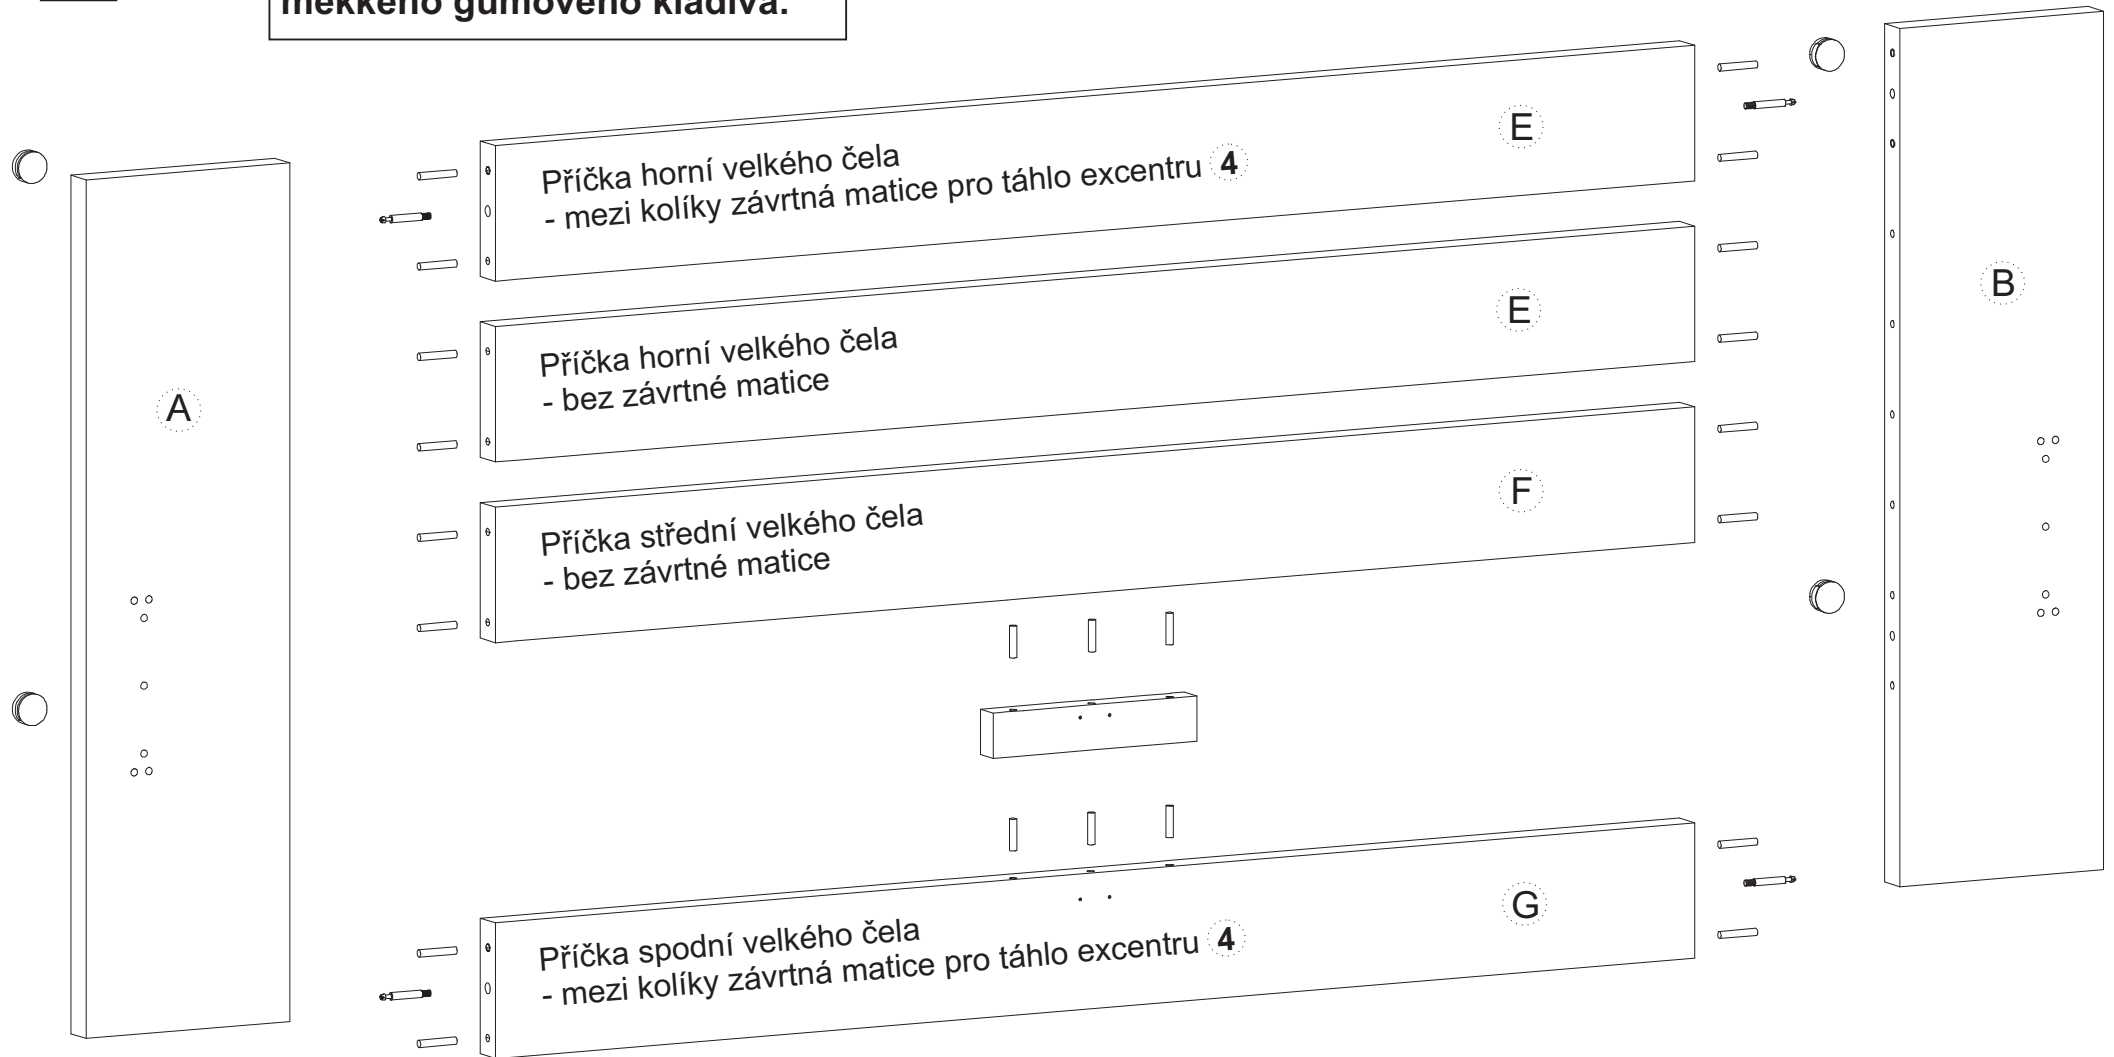 měkkého gumového kladiva.
Příčka horní velkého čela
- mezi kolíky závrtná matice pro táhlo excentru 4
E
Příčka horní velkého čela
- bez závrtné matice
E
B
A
Příčka střední velkého čela
- bez závrtné matice
F
Příčka spodní velkého čela
- mezi kolíky závrtná matice pro táhlo excentru 4
G